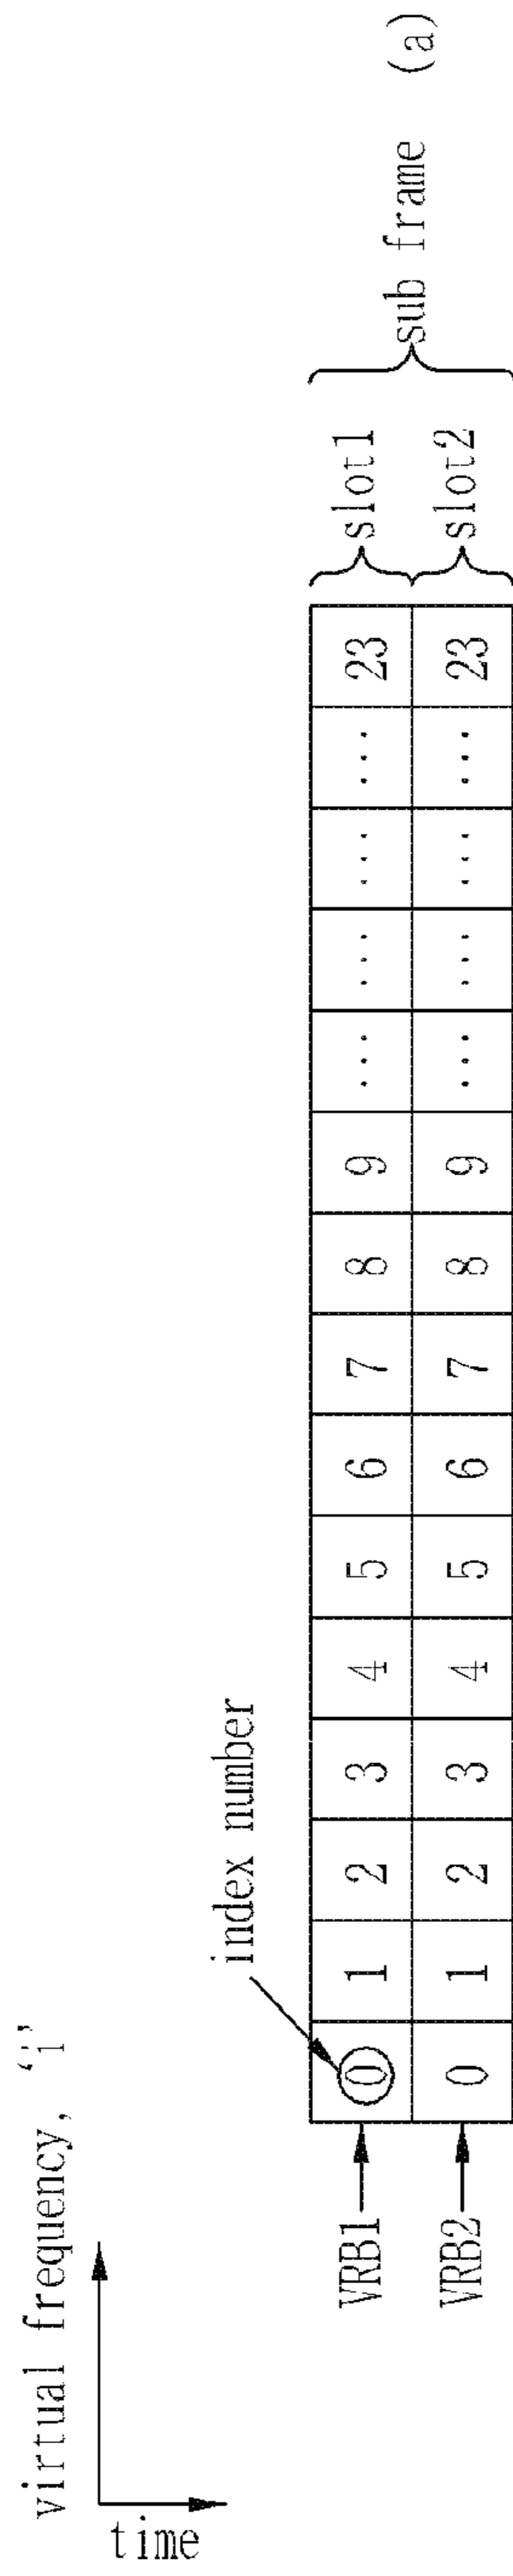 virtual frequency, ‘i’
time
index number
VRB1 0 1 2 3 4 5 6 7 8 9 ... ... ... ... 23 slot1
VRB2 0 1 2 3 4 5 6 7 8 9 ... ... ... ... 23 slot2
sub frame (a)